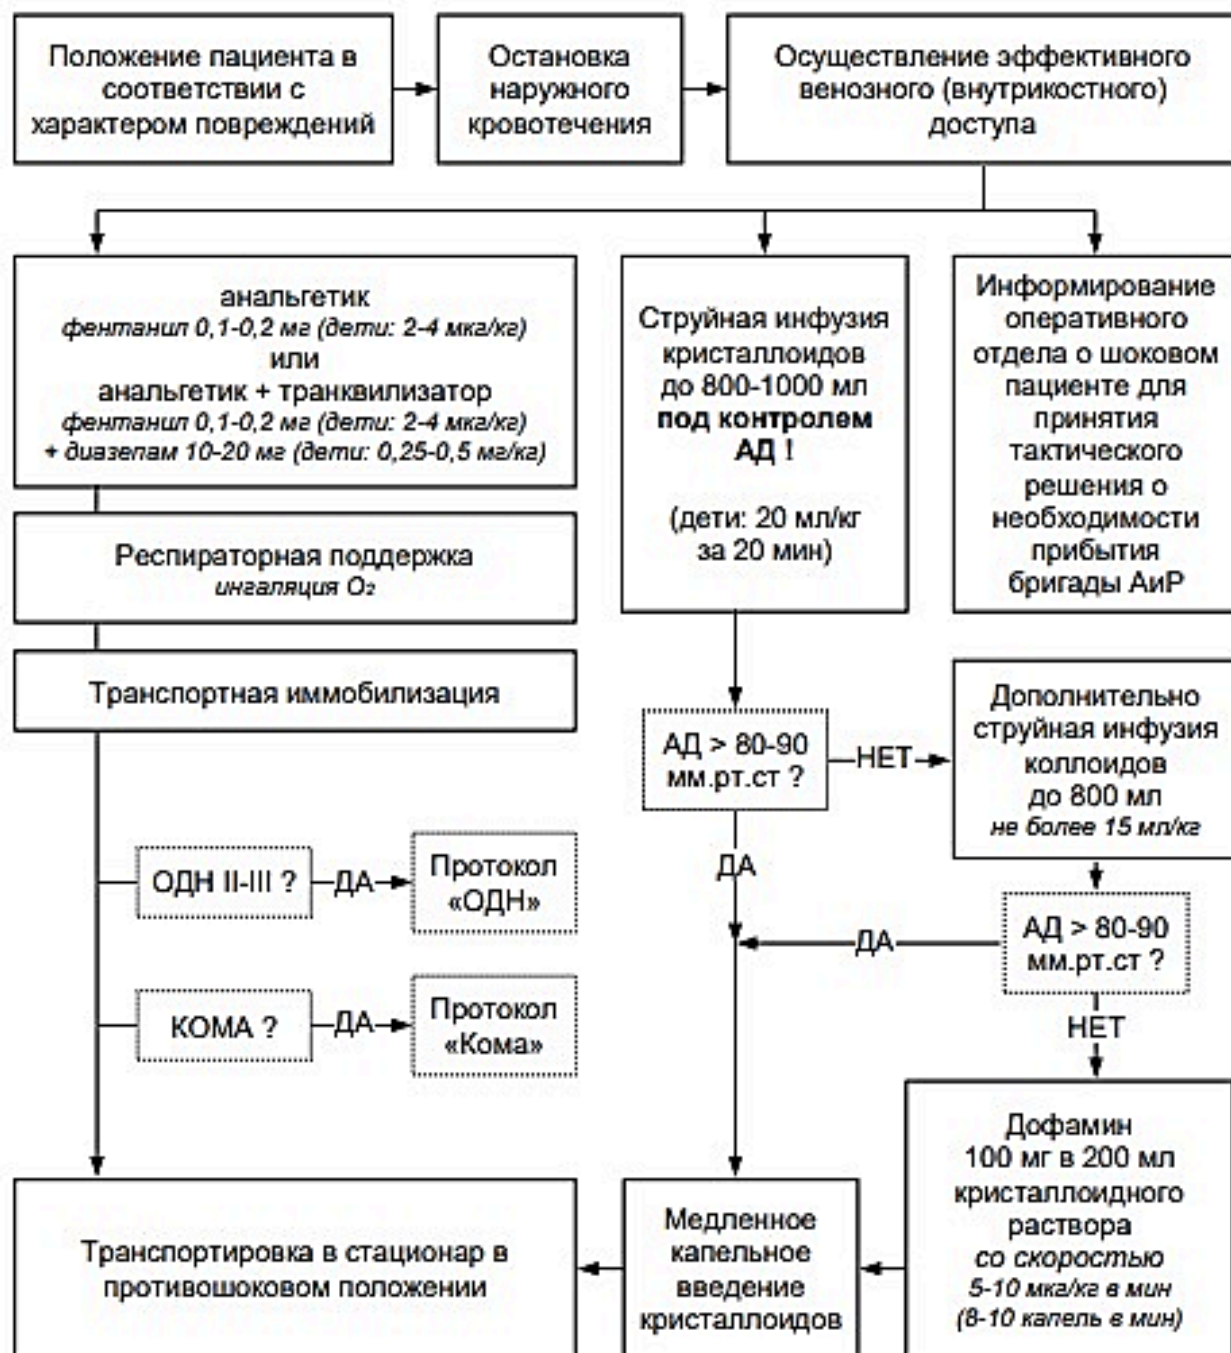 Положение пациента в
соответствии с
характером повреждений
Остановка
наружного
кровотечения
Осуществление эффективного
венозного (внутрикостного)
доступа
анальгетик
фентанил 0,1-0,2 мг (дети: 2-4 мкг/кг)
или
анальгетик + транквилизатор
фентанил 0,1-0,2 мг (дети: 2-4 мкг/кг)
+ диазепам 10-20 мг (дети: 0,25-0,5 мг/кг)
Респираторная поддержка
ингаляция O₂
Транспортная иммобилизация
ОДН II-III ?
ДА
Протокол
«ОДН»
КОМА ?
ДА
Протокол
«Кома»
Струйная инфузия
кристаллоидов
до 800-1000 мл
под контролем
АД !
(дети: 20 мл/кг
за 20 мин)
Информирование
оперативного
отдела о шоковом
пациенте для
принятия
тактического
решения о
необходимости
прибытия
бригады АиР
АД > 80-90
мм.рт.ст ?
НЕТ
ДА
Дополнительно
струйная инфузия
коллоидов
до 800 мл
не более 15 мл/кг
АД > 80-90
мм.рт.ст ?
ДА
НЕТ
Дофамин
100 мг в 200 мл
кристаллоидного
раствора
со скоростью
5-10 мкг/кг в мин
(8-10 капель в мин)
Медленное
капельное
введение
кристаллоидов
Транспортировка в стационар в
противошоковом положении